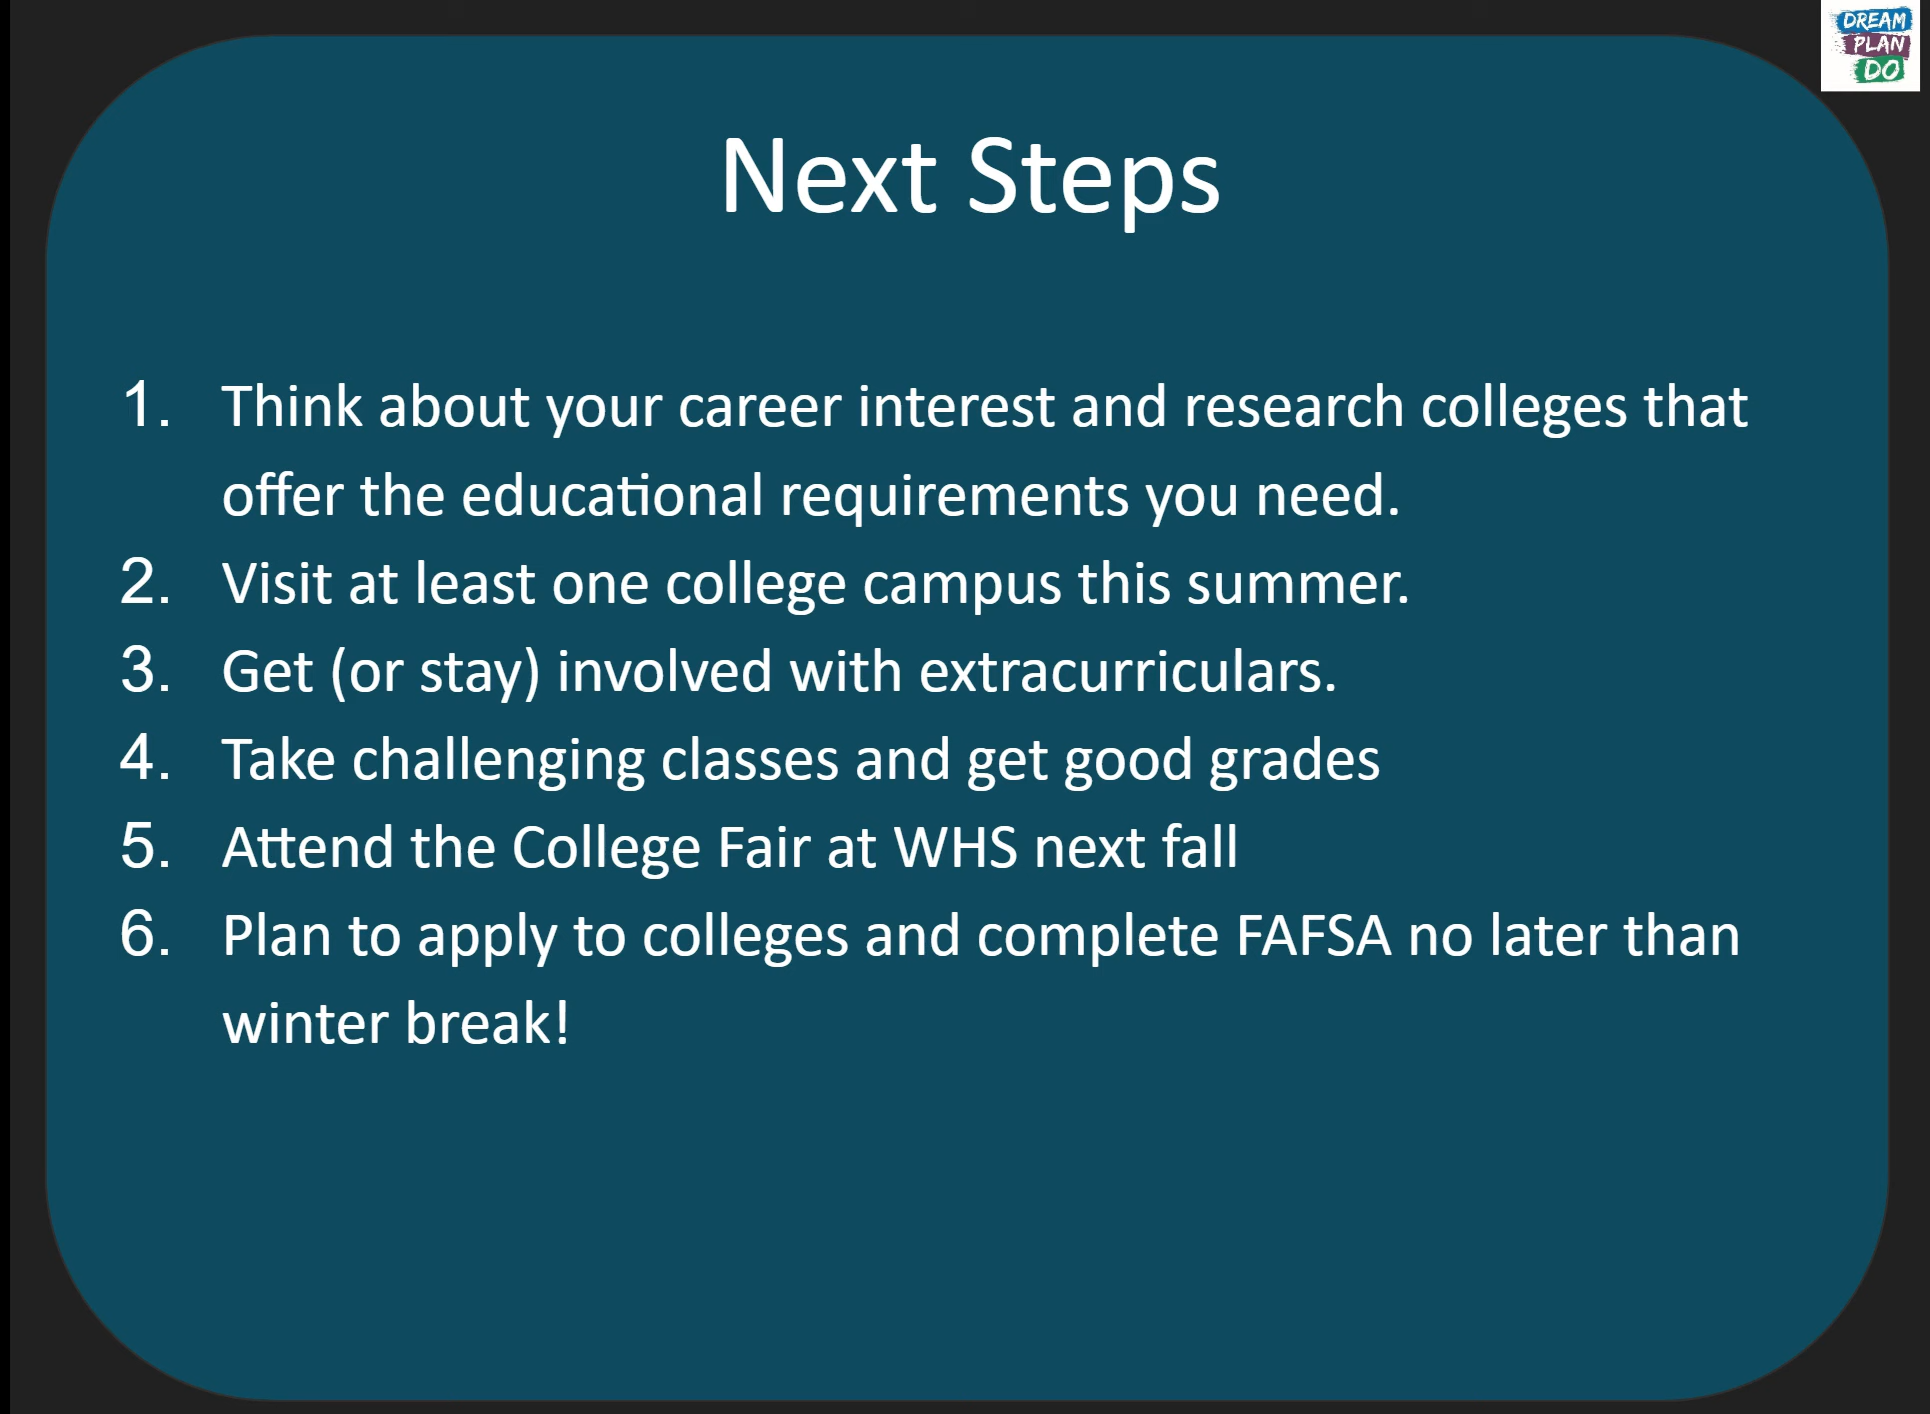 DREAM
PLAN
DO
Next Steps
1. Think about your career interest and research colleges that
offer the educational requirements you need.
2. Visit at least one college campus this summer.
3. Get (or stay) involved with extracurriculars.
4. Take challenging classes and get good grades
5. Attend the College Fair at WHS next fall
6. Plan to apply to colleges and complete FAFSA no later than
winter break!